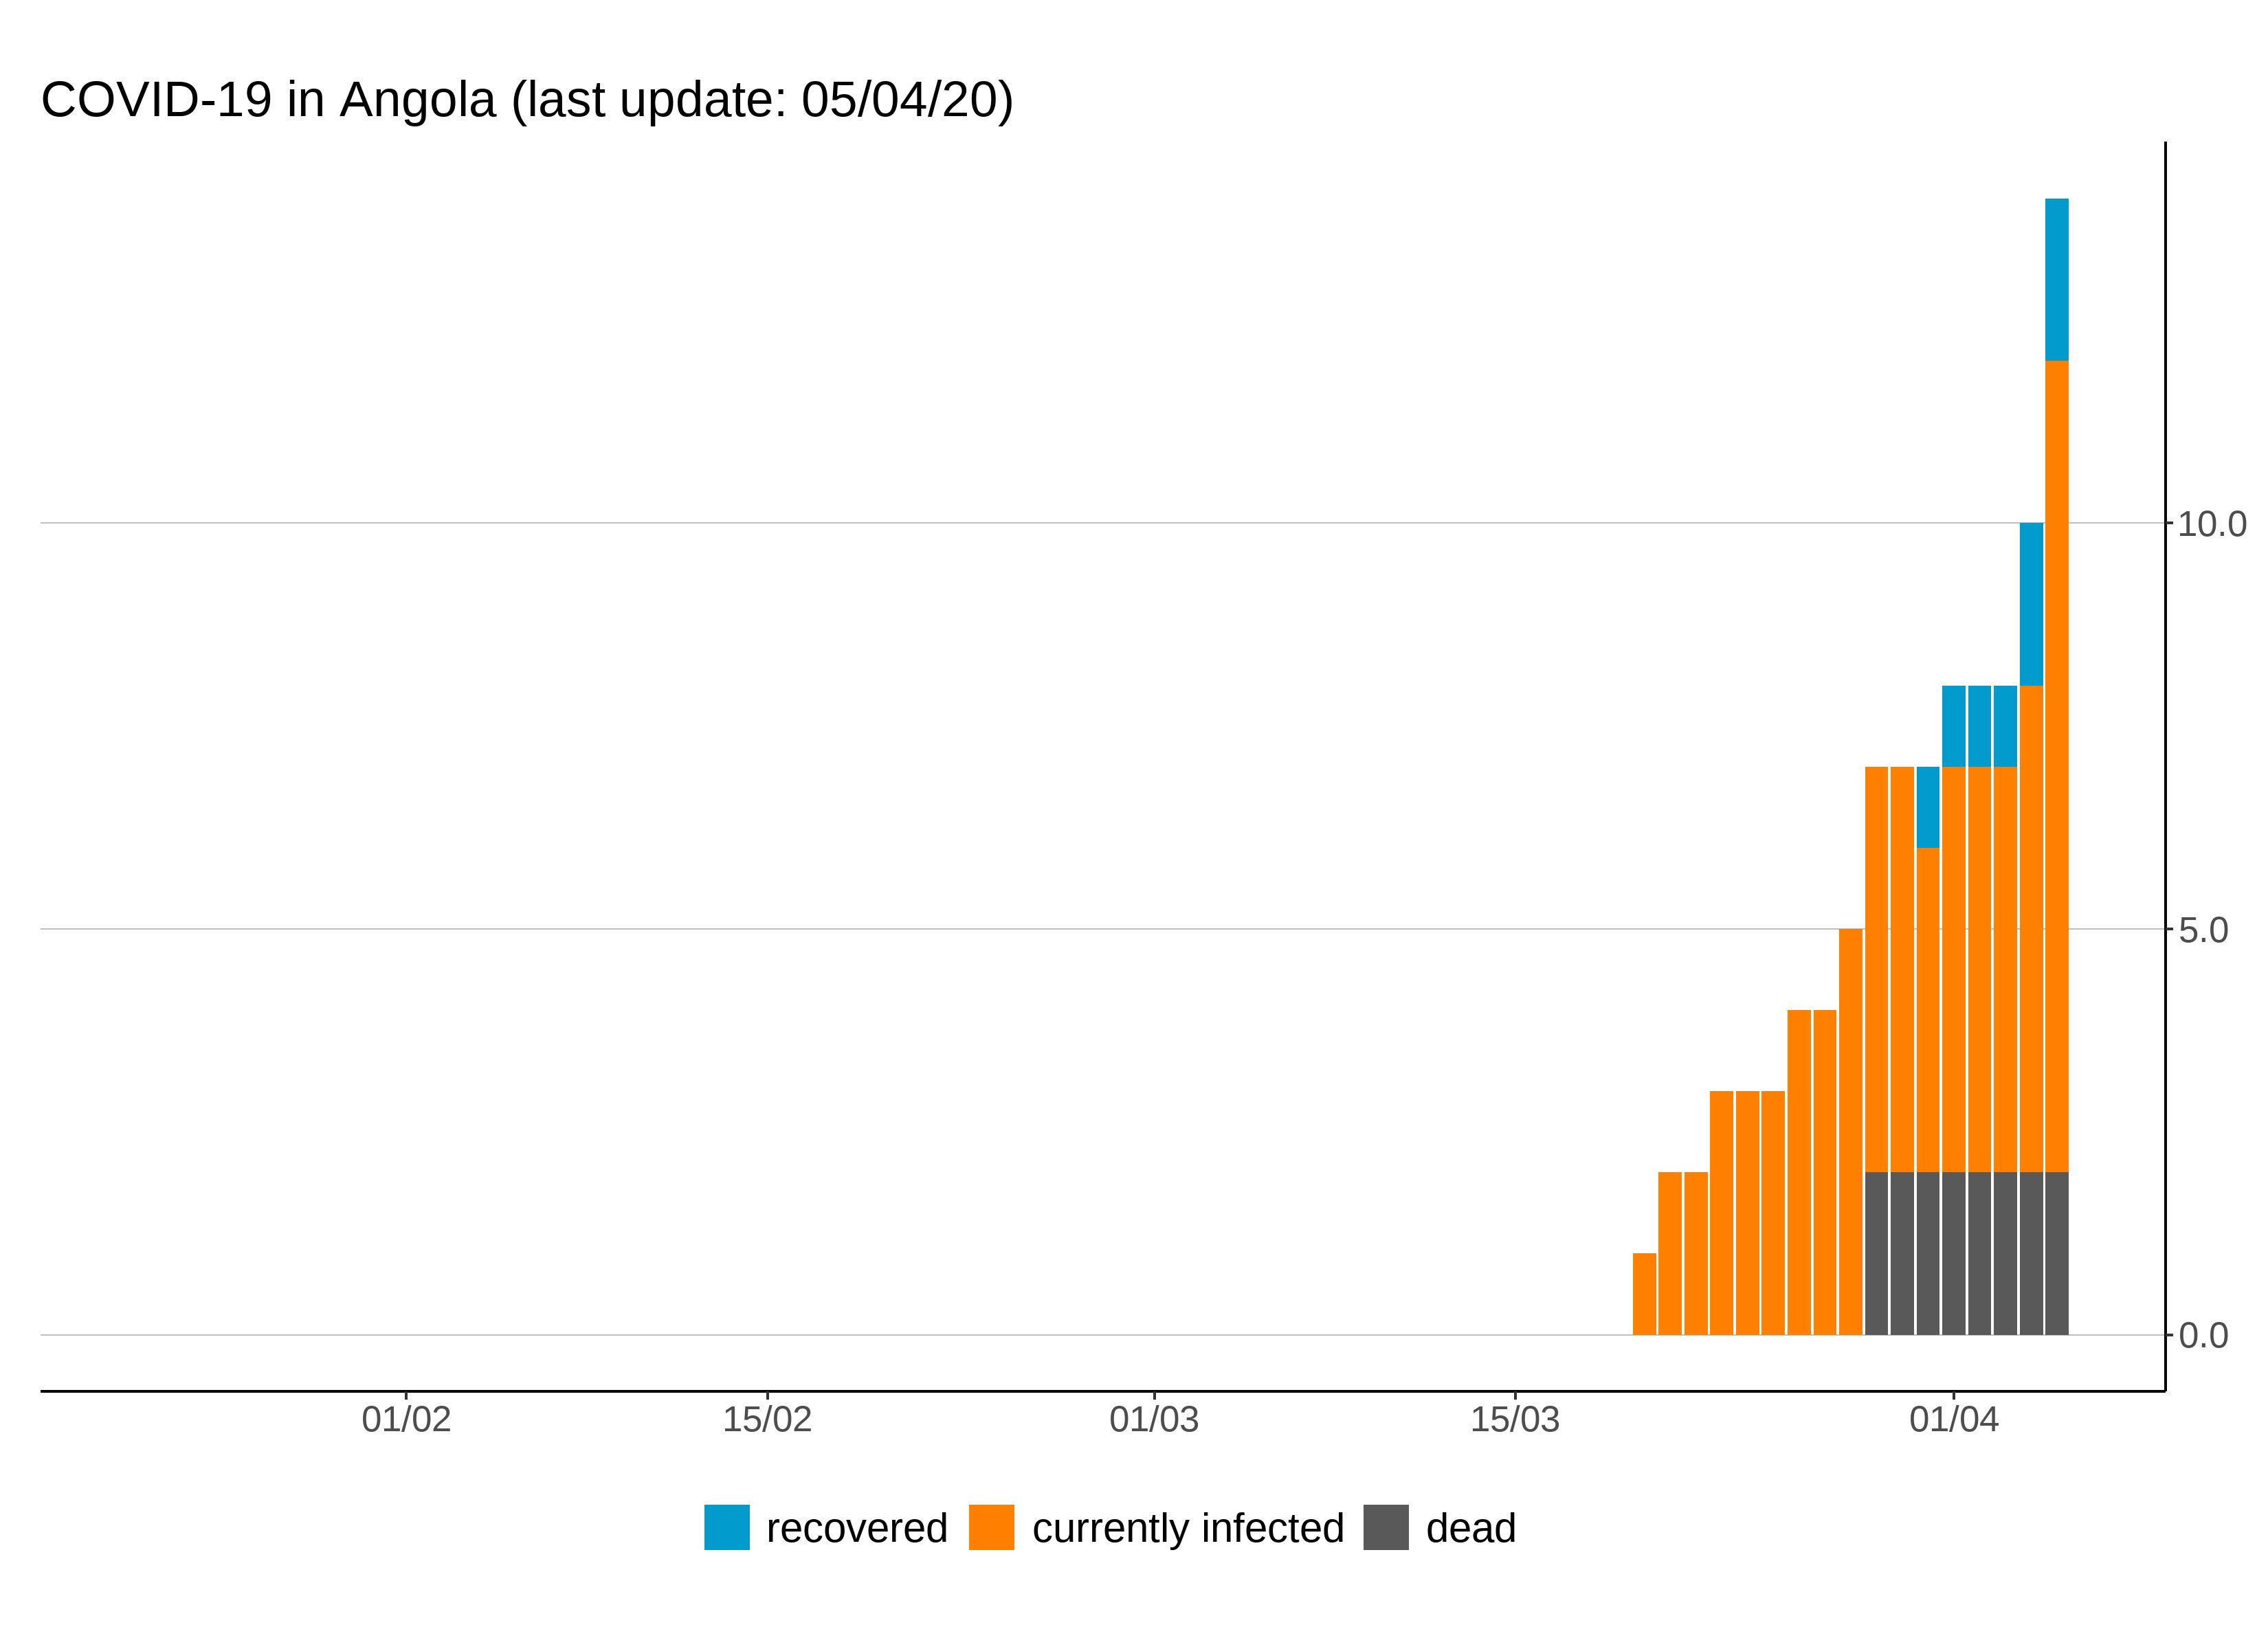 COVID-19 in Angola (last update: 05/04/20)
10.0
5.0
0.0
01/02 15/02 01/03 15/03 01/04
recovered currently infected dead